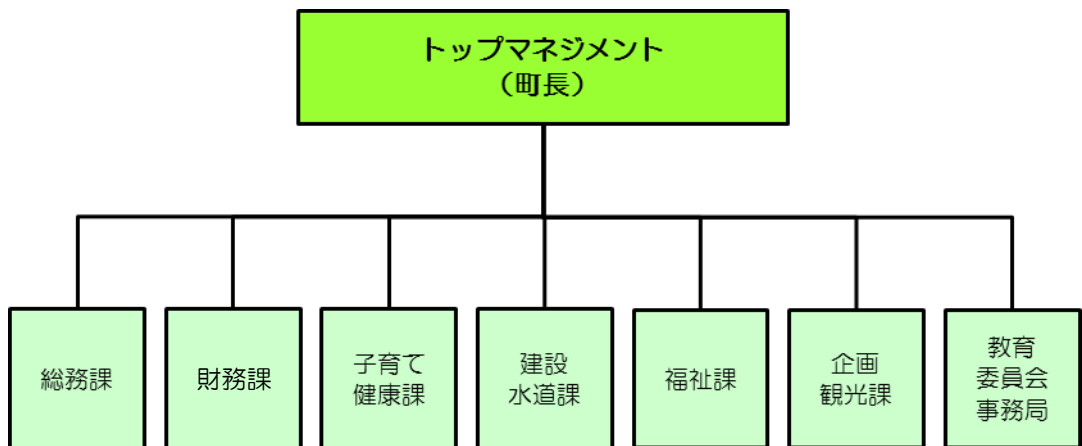 トップマネジメント
（町長）
総務課
財務課
子育て
健康課
建設
水道課
福祉課
企画
観光課
教育
委員会
事務局